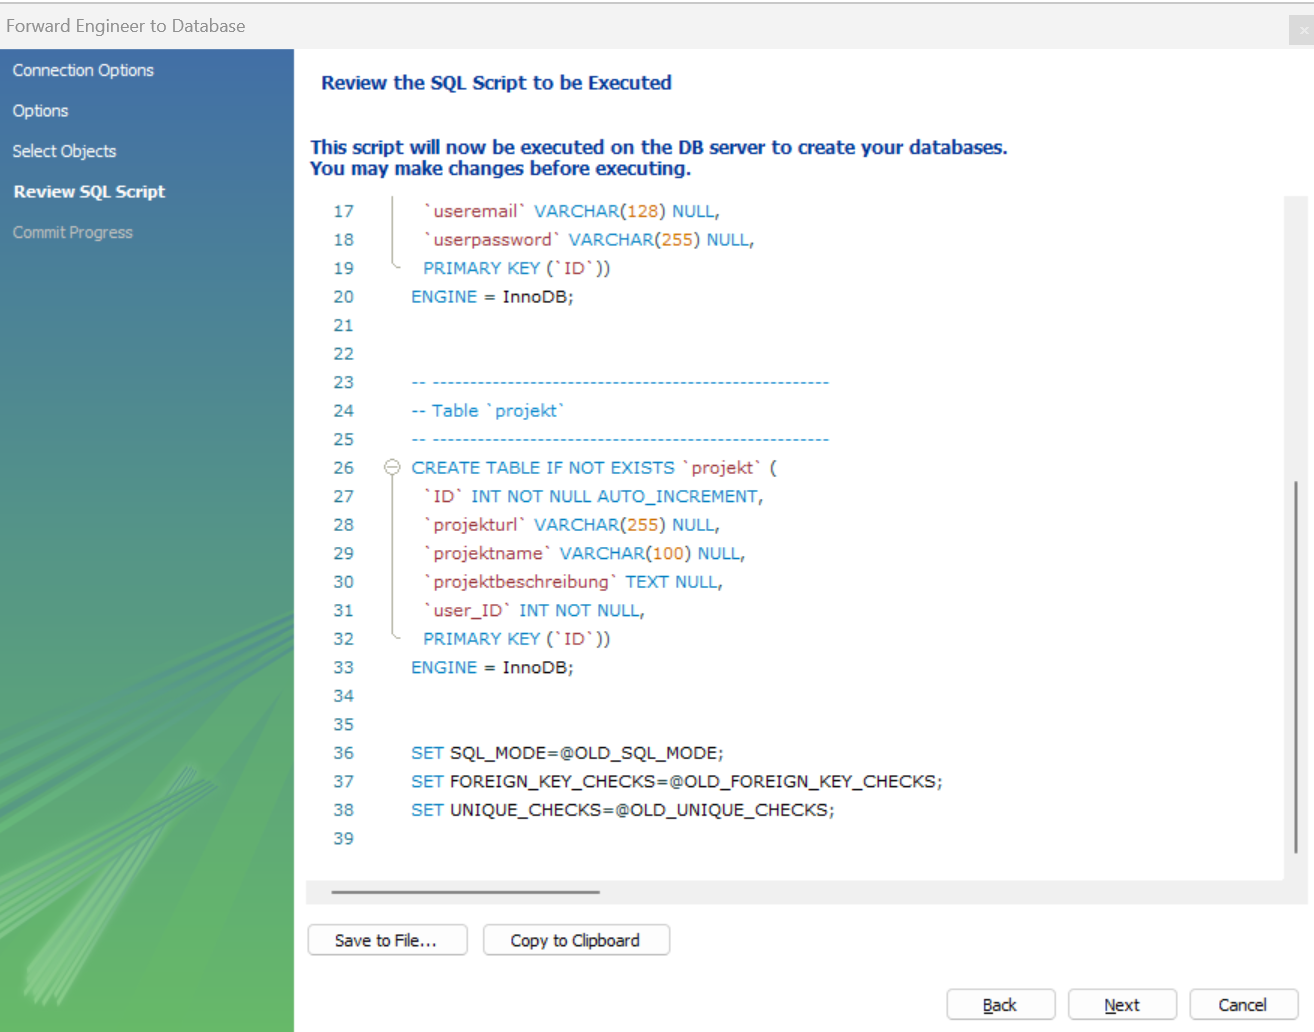 Forward Engineer to Database
Connection Options
Options
Select Objects
Review SQL Script
Commit Progress
Review the SQL Script to be Executed
This script will now be executed on the DB server to create your databases.
You may make changes before executing.
17 `useremail` VARCHAR(128) NULL,
18 `userpassword` VARCHAR(255) NULL,
19 PRIMARY KEY (`ID`))
20 ENGINE = InnoDB;
21
22
23 -- -----------------------------------------------------
24 -- Table `projekt`
25 -- -----------------------------------------------------
26 CREATE TABLE IF NOT EXISTS `projekt` (
27 `ID` INT NOT NULL AUTO_INCREMENT,
28 `projekturl` VARCHAR(255) NULL,
29 `projektname` VARCHAR(100) NULL,
30 `projektbeschreibung` TEXT NULL,
31 `user_ID` INT NOT NULL,
32 PRIMARY KEY (`ID`))
33 ENGINE = InnoDB;
34
35
36 SET SQL_MODE=@OLD_SQL_MODE;
37 SET FOREIGN_KEY_CHECKS=@OLD_FOREIGN_KEY_CHECKS;
38 SET UNIQUE_CHECKS=@OLD_UNIQUE_CHECKS;
39
Save to File... Copy to Clipboard
Back Next Cancel